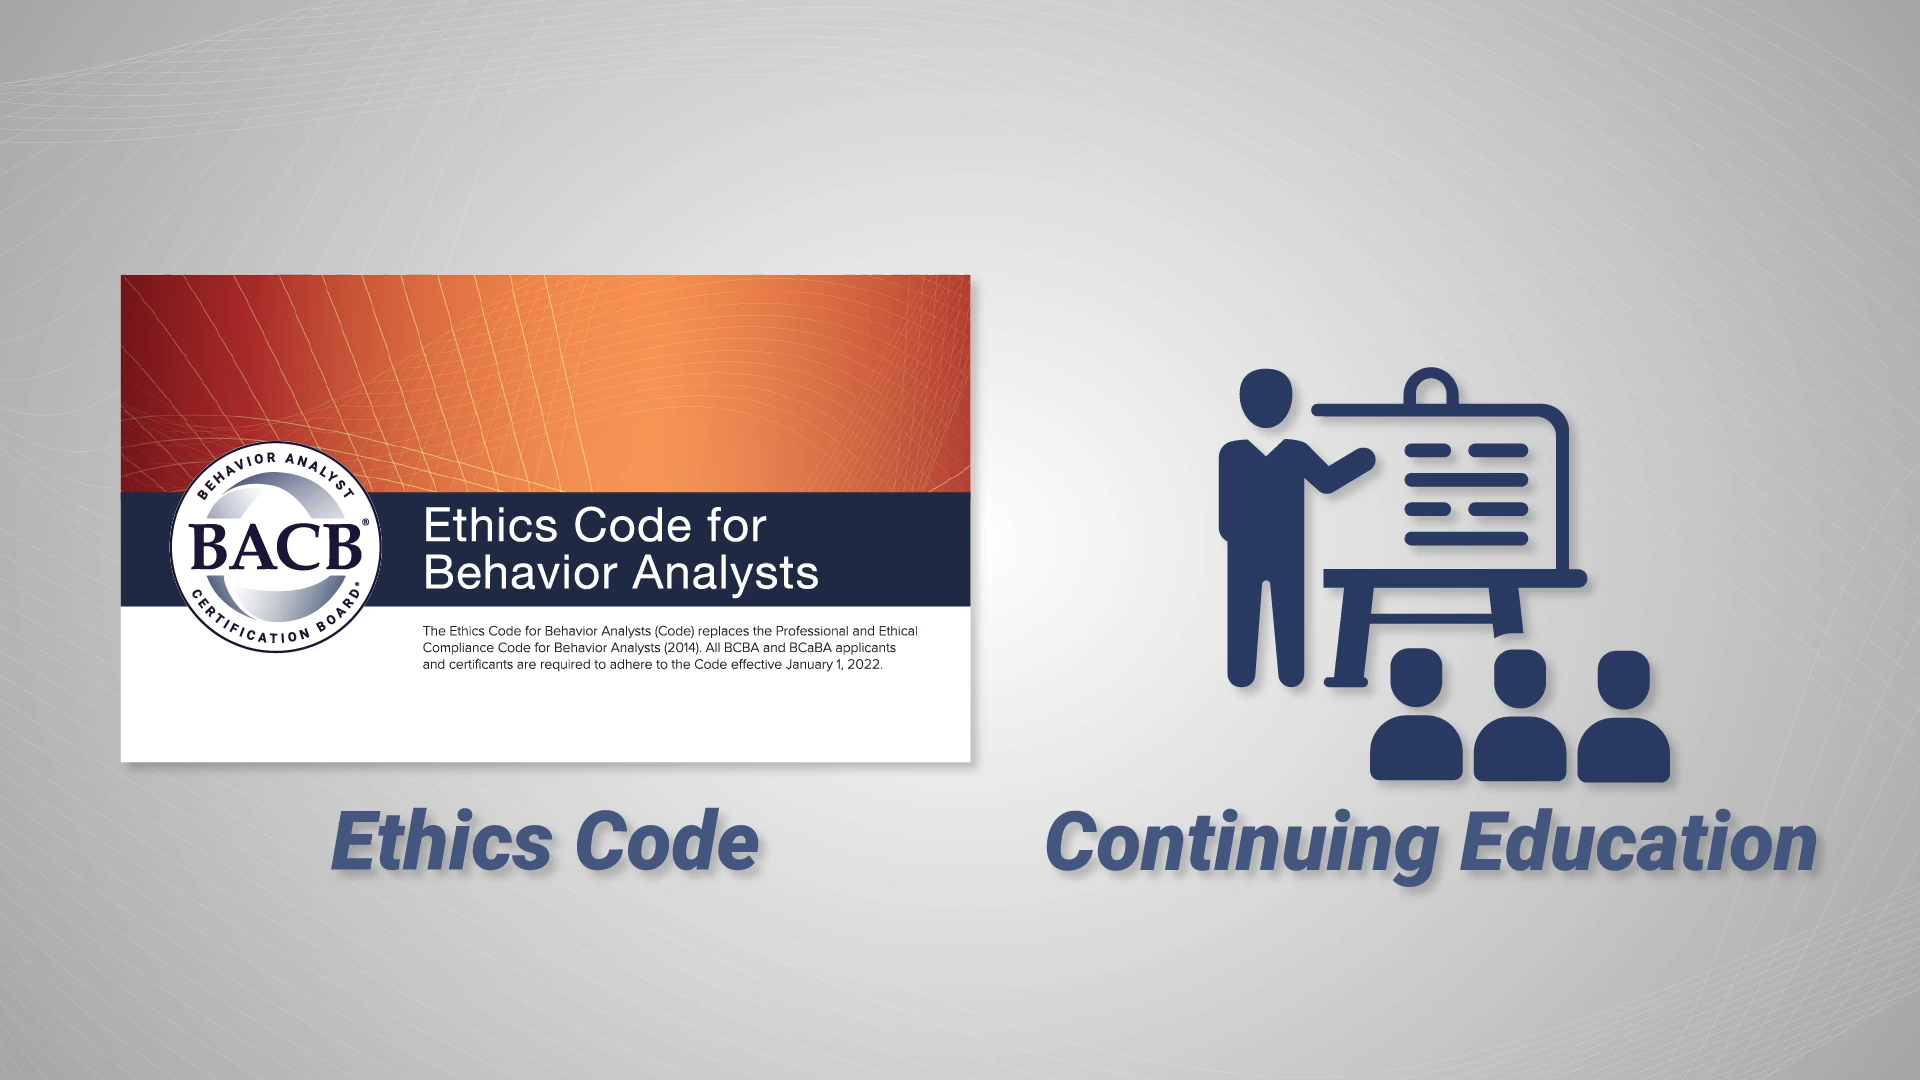 BEHAVIOR ANALYST
BACB®
CERTIFICATION BOARD®
Ethics Code for
Behavior Analysts
The Ethics Code for Behavior Analysts (Code) replaces the Professional and Ethical
Compliance Code for Behavior Analysts (2014). All BCBA and BCaBA applicants
and certificants are required to adhere to the Code effective January 1, 2022.
Ethics Code
Continuing Education